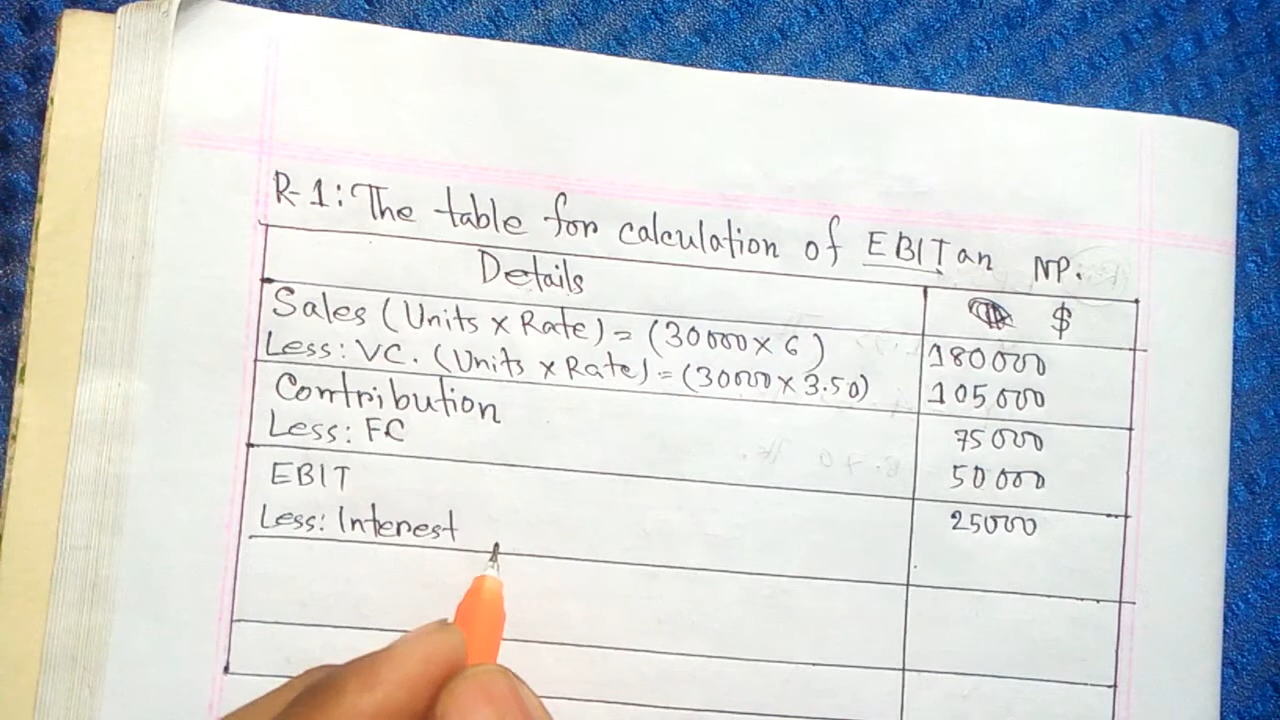 R-1: The table for calculation of EBIT an NP.
Details $
Sales (Units x Rate) = (30000 x 6) 180000
Less: VC. (Units x Rate) = (30000 x 3.50) 105000
Contribution 75000
Less: FC 50000
EBIT 25000
Less: Interest